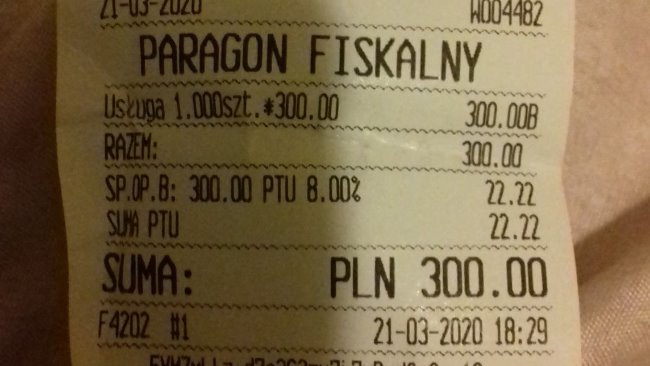 21-03-2020 W004482
PARAGON FISKALNY
Usługa 1.000szt.*300.00 300.00B
RAZEM: 300.00
SP.OP.B: 300.00 PTU 8.00% 22.22
SUMA PTU 22.22
SUMA: PLN 300.00
F4202 #1 21-03-2020 18:29